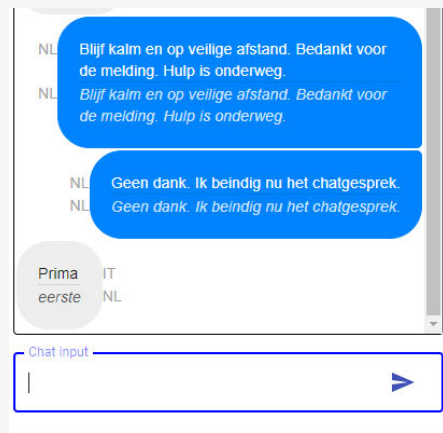 NL Blijf kalm en op veilige afstand. Bedankt voor
de melding. Hulp is onderweg.
NL Blijf kalm en op veilige afstand. Bedankt voor
de melding. Hulp is onderweg.
NL Geen dank. Ik beindig nu het chatgesprek.
NL Geen dank. Ik beindig nu het chatgesprek.
Prima IT
eerste NL
Chat input